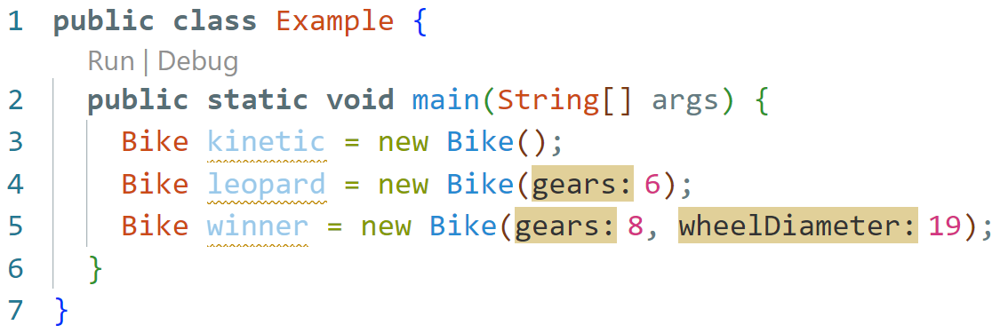 1 public class Example {
Run | Debug
2 public static void main(String[] args) {
3 Bike kinetic = new Bike();
4 Bike leopard = new Bike(gears: 6);
5 Bike winner = new Bike(gears: 8, wheelDiameter: 19);
6 }
7 }